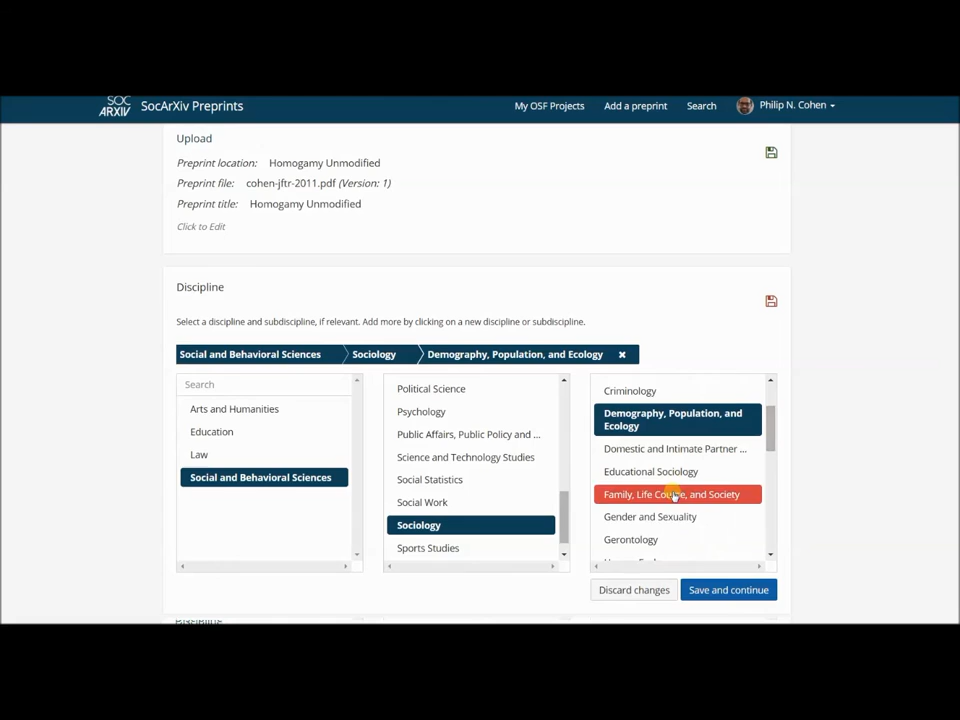 SOC ARXIV SocArXiv Preprints My OSF Projects Add a preprint Search Philip N. Cohen
Upload
Preprint location: Homogamy Unmodified
Preprint file: cohen-jftr-2011.pdf (Version: 1)
Preprint title: Homogamy Unmodified
Click to Edit
Discipline
Select a discipline and subdiscipline, if relevant. Add more by clicking on a new discipline or subdiscipline.
Social and Behavioral Sciences Sociology Demography, Population, and Ecology ×
Search
Arts and Humanities
Education
Law
Social and Behavioral Sciences
Political Science
Psychology
Public Affairs, Public Policy and ...
Science and Technology Studies
Social Statistics
Social Work
Sociology
Sports Studies
Criminology
Demography, Population, and
Ecology
Domestic and Intimate Partner ...
Educational Sociology
Family, Life Course, and Society
Gender and Sexuality
Gerontology
Discard changes Save and continue